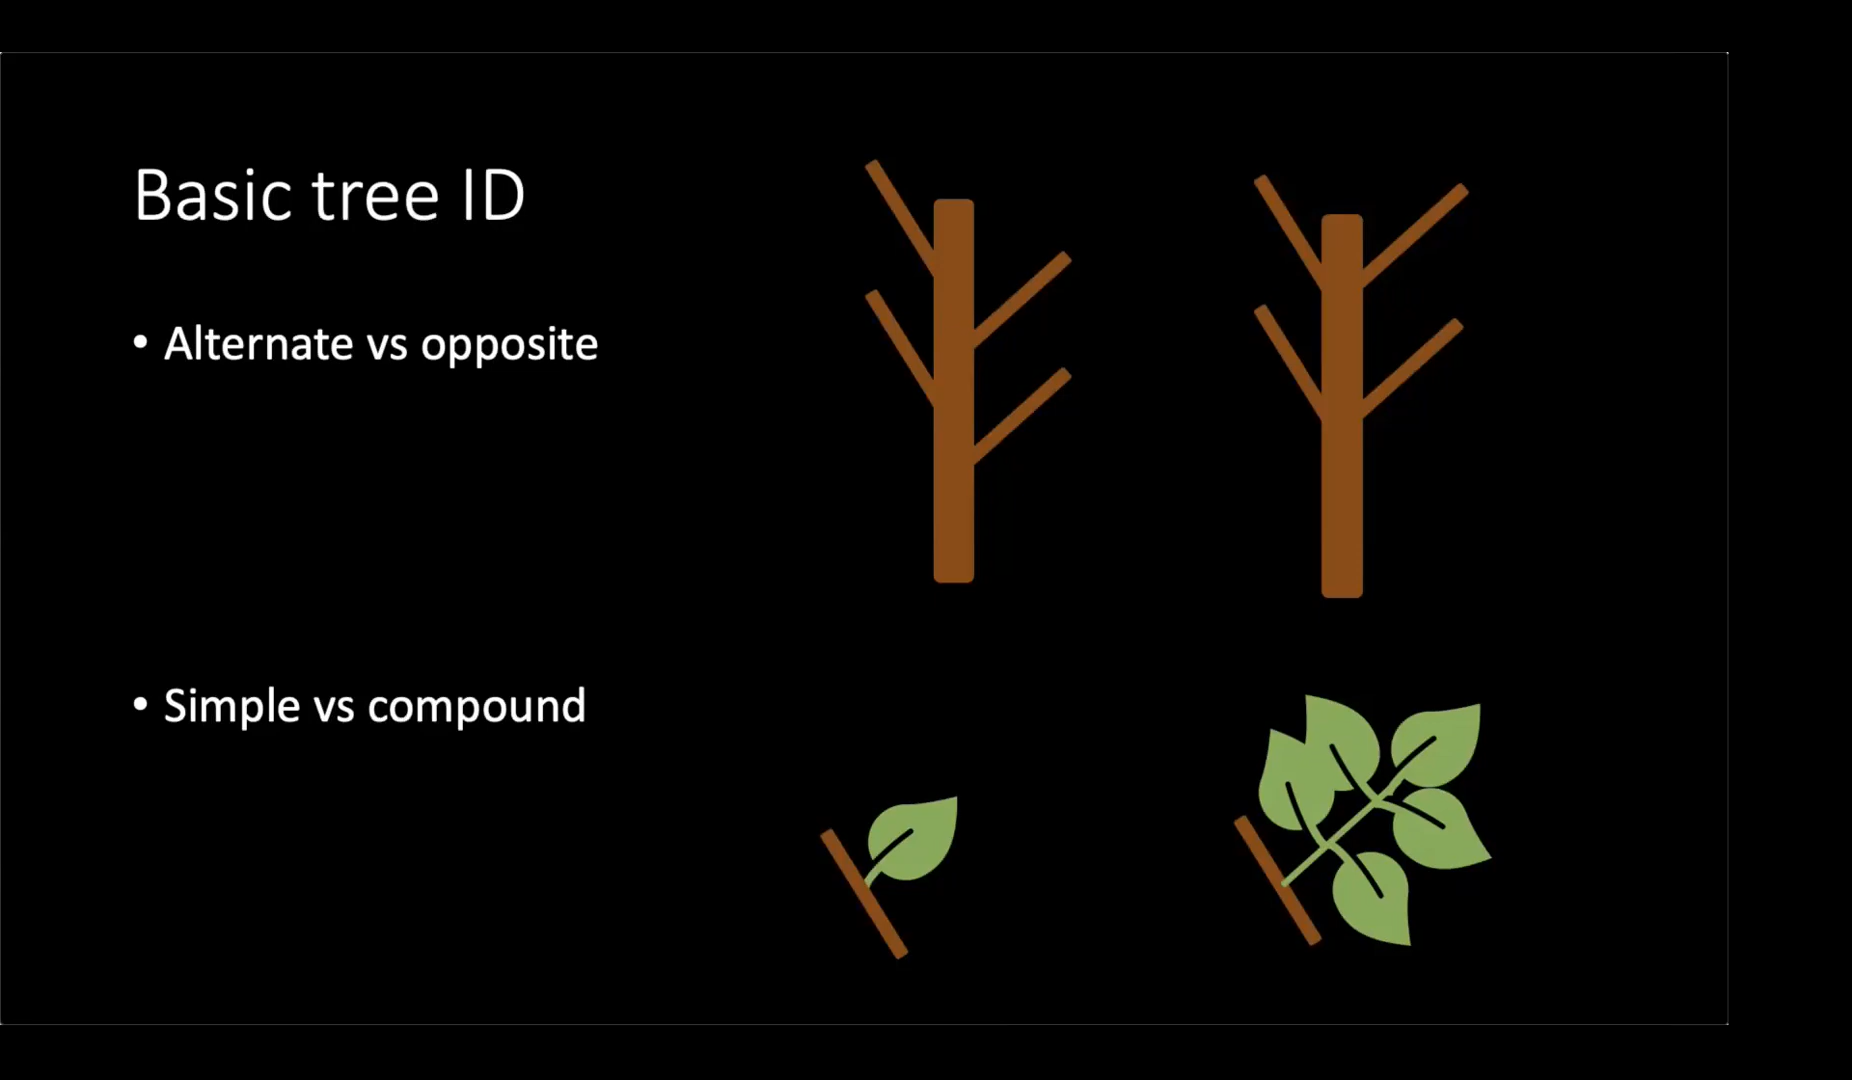 Basic tree ID
• Alternate vs opposite
• Simple vs compound